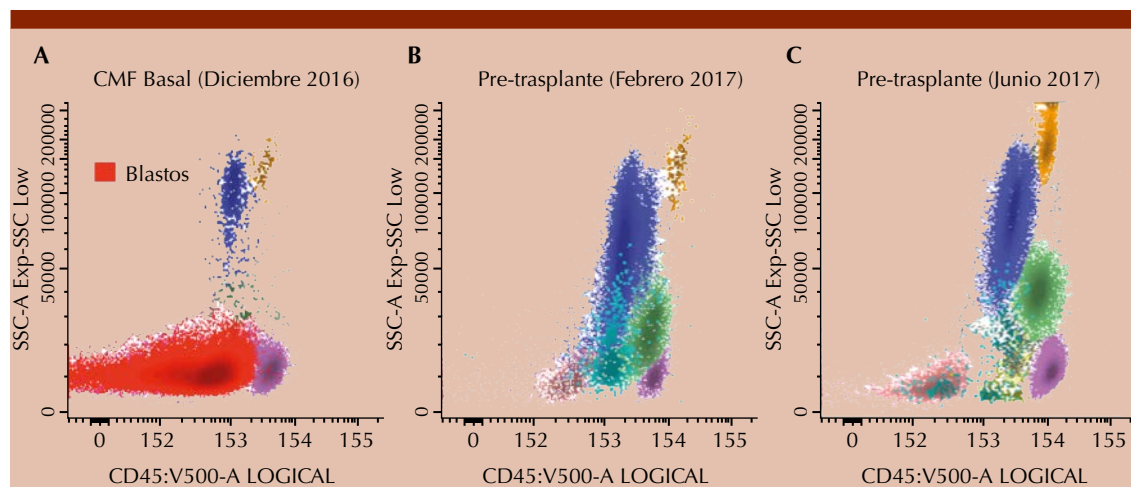 A
CMF Basal (Diciembre 2016)
SSC-A Exp-SSC Low
0
50000
100000
200000
Blastos
0 152 153 154 155
CD45:V500-A LOGICAL
B
Pre-trasplante (Febrero 2017)
SSC-A Exp-SSC Low
0
50000
100000
200000
0 152 153 154 155
CD45:V500-A LOGICAL
C
Pre-trasplante (Junio 2017)
SSC-A Exp-SSC Low
0
50000
100000
200000
0 152 153 154 155
CD45:V500-A LOGICAL